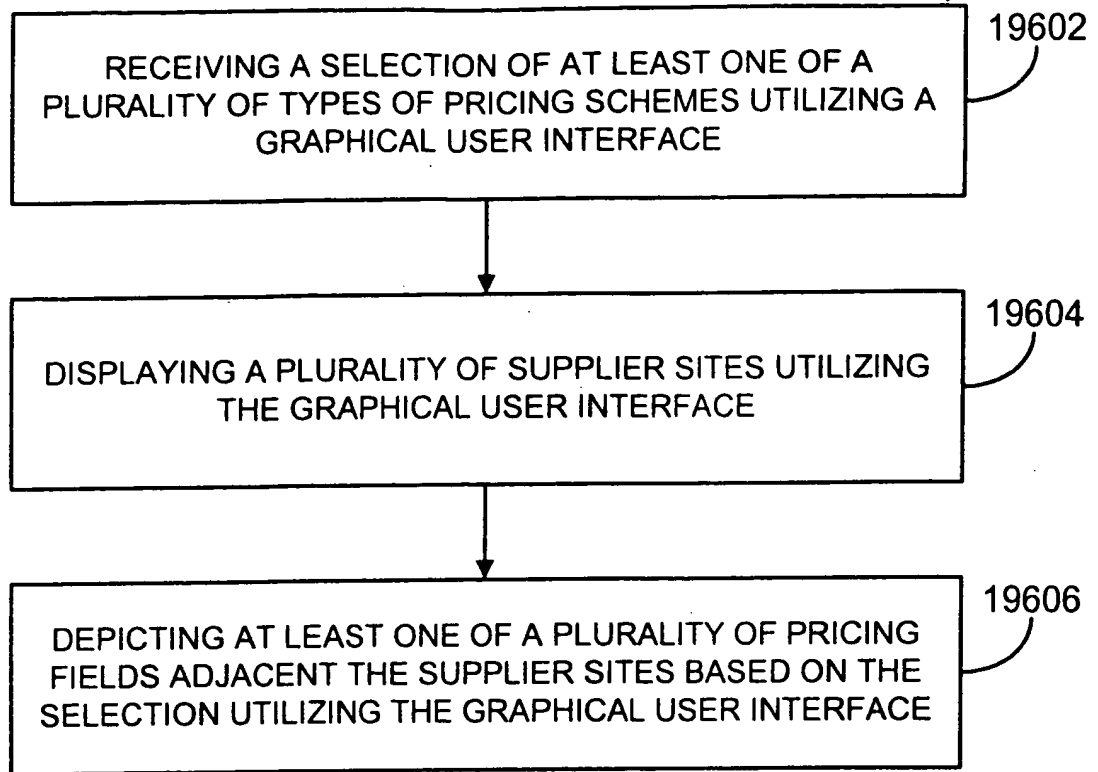 19602
RECEIVING A SELECTION OF AT LEAST ONE OF A
PLURALITY OF TYPES OF PRICING SCHEMES UTILIZING A
GRAPHICAL USER INTERFACE
19604
DISPLAYING A PLURALITY OF SUPPLIER SITES UTILIZING
THE GRAPHICAL USER INTERFACE
19606
DEPICTING AT LEAST ONE OF A PLURALITY OF PRICING
FIELDS ADJACENT THE SUPPLIER SITES BASED ON THE
SELECTION UTILIZING THE GRAPHICAL USER INTERFACE